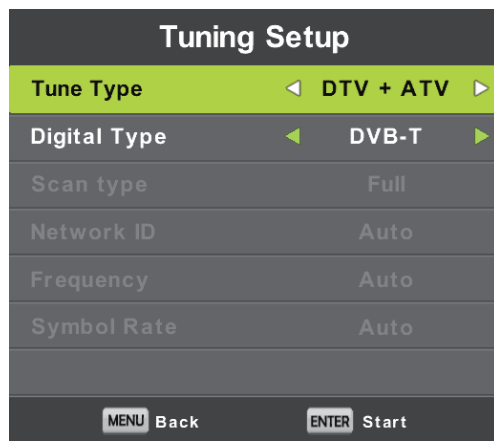 Tuning Setup
Tune Type DTV + ATV
Digital Type DVB-T
Scan type Full
Network ID Auto
Frequency Auto
Symbol Rate Auto
MENU Back ENTER Start